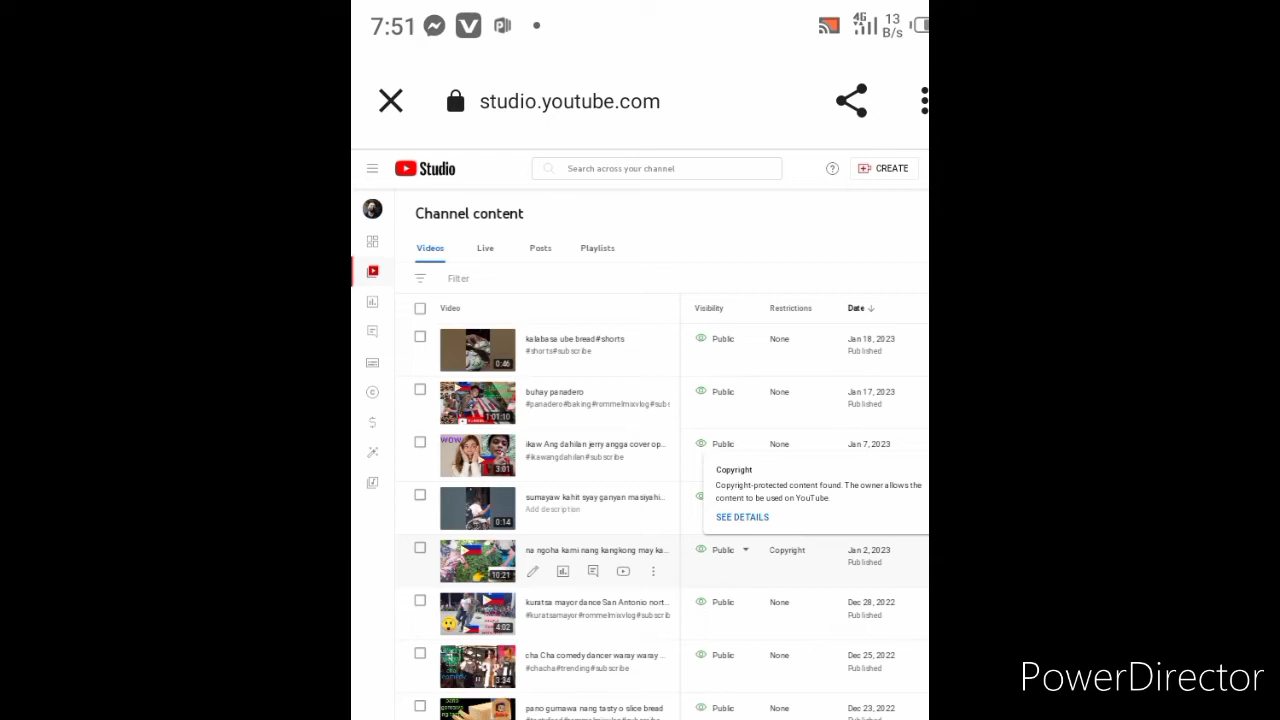 7:51
4G 13 B/s
studio.youtube.com
Studio
Search across your channel
CREATE
Channel content
Videos Live Posts Playlists
Filter
Video Visibility Restrictions Date
kalabasa ube bread#shorts Public None Jan 18, 2023
#shorts#subscribe Published
0:46
buhay panadero Public None Jan 17, 2023
#panadero#baking#rommelmixvlog#subs Published
1:01:10
WOW
ikaw Ang dahilan jerry angga cover op... Public None Jan 7, 2023
#ikawangdahilan#subscribe
3:01
Copyright
Copyright-protected content found. The owner allows the
content to be used on YouTube.
SEE DETAILS
sumayaw kahit syay ganyan masiyahi...
Add description
0:14
na ngoha kami nang kangkong may ka... Public Copyright Jan 2, 2023
Published
10:21
kuratsa mayor dance San Antonio nort... Public None Dec 28, 2022
#kuratsamayor#rommelmixvlog#subscrib Published
4:02
cha Cha comedy dancer waray waray ... Public None Dec 25, 2022
#chacha#trending#subscribe Published
3:34
pano gumawa nang tasty o slice bread Public None Dec 23, 2022
PowerDirector